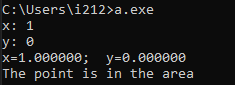 C:\Users\i212>a.exe
x: 1
y: 0
x=1.000000;  y=0.000000
The point is in the area